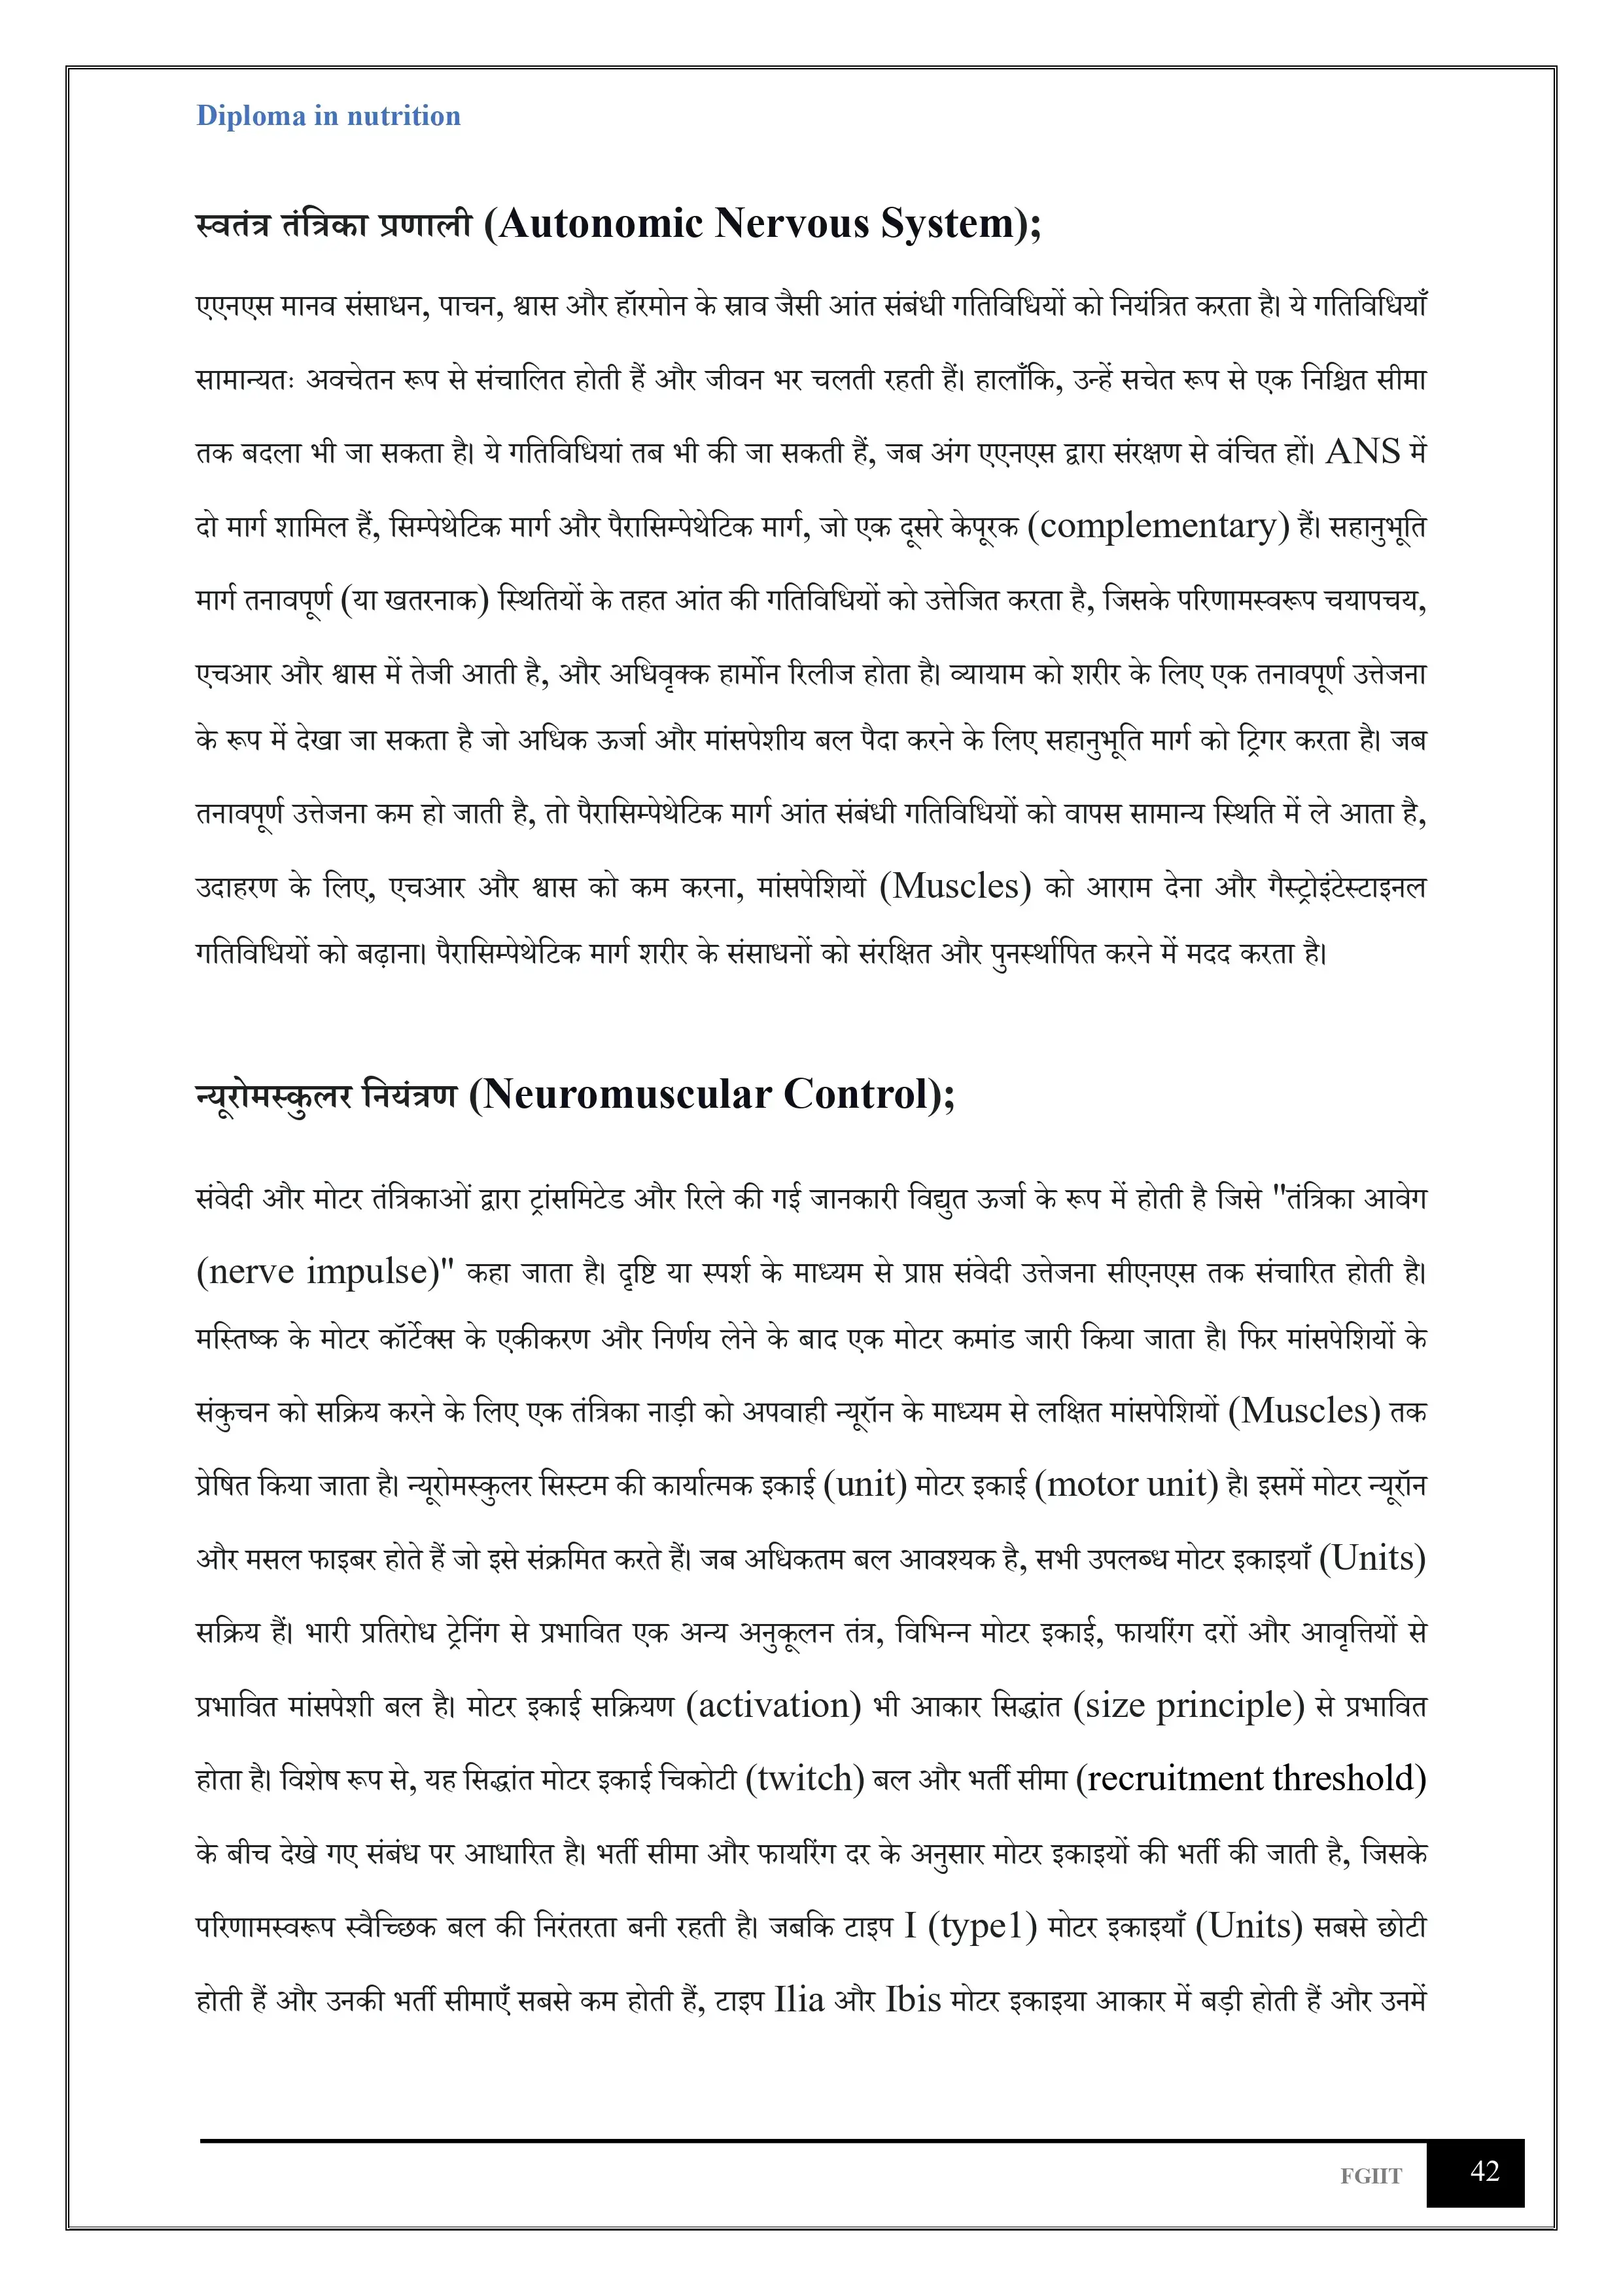 Diploma in nutrition
स्वतंत्र तंत्रिका प्रणाली (Autonomic Nervous System);
एएनएस मानव संसाधन, पाचन, श्वास और हॉरमोन के स्राव जैसी आंत संबंधी गतिविधियों को नियंत्रित करता है। ये गतिविधियाँ
सामान्यतः अवचेतन रूप से संचालित होती हैं और जीवन भर चलती रहती हैं। हालाँकि, उन्हें सचेत रूप से एक निश्चित सीमा
तक बदला भी जा सकता है। ये गतिविधियां तब भी की जा सकती हैं, जब अंग एएनएस द्वारा संरक्षण से वंचित हों। ANS में
दो मार्ग शामिल हैं, सिम्पेथेटिक मार्ग और पैरासिम्पेथेटिक मार्ग, जो एक दूसरे केपूरक (complementary) हैं। सहानुभूति
मार्ग तनावपूर्ण (या खतरनाक) स्थितियों के तहत आंत की गतिविधियों को उत्तेजित करता है, जिसके परिणामस्वरूप चयापचय,
एचआर और श्वास में तेजी आती है, और अधिवृक्क हार्मोन रिलीज होता है। व्यायाम को शरीर के लिए एक तनावपूर्ण उत्तेजना
के रूप में देखा जा सकता है जो अधिक ऊर्जा और मांसपेशीय बल पैदा करने के लिए सहानुभूति मार्ग को ट्रिगर करता है। जब
तनावपूर्ण उत्तेजना कम हो जाती है, तो पैरासिम्पेथेटिक मार्ग आंत संबंधी गतिविधियों को वापस सामान्य स्थिति में ले आता है,
उदाहरण के लिए, एचआर और श्वास को कम करना, मांसपेशियों (Muscles) को आराम देना और गैस्ट्रोइंटेस्टाइनल
गतिविधियों को बढ़ाना। पैरासिम्पेथेटिक मार्ग शरीर के संसाधनों को संरक्षित और पुनर्स्थापित करने में मदद करता है।
न्यूरोमस्कुलर नियंत्रण (Neuromuscular Control);
संवेदी और मोटर तंत्रिकाओं द्वारा ट्रांसमिटेड और रिले की गई जानकारी विद्युत ऊर्जा के रूप में होती है जिसे "तंत्रिका आवेग
(nerve impulse)" कहा जाता है। दृष्टि या स्पर्श के माध्यम से प्राप्त संवेदी उत्तेजना सीएनएस तक संचारित होती है।
मस्तिष्क के मोटर कॉर्टेक्स के एकीकरण और निर्णय लेने के बाद एक मोटर कमांड जारी किया जाता है। फिर मांसपेशियों के
संकुचन को सक्रिय करने के लिए एक तंत्रिका नाड़ी को अपवाही न्यूरॉन के माध्यम से लक्षित मांसपेशियों (Muscles) तक
प्रेषित किया जाता है। न्यूरोमस्कुलर सिस्टम की कार्यात्मक इकाई (unit) मोटर इकाई (motor unit) है। इसमें मोटर न्यूरॉन
और मसल फाइबर होते हैं जो इसे संक्रमित करते हैं। जब अधिकतम बल आवश्यक है, सभी उपलब्ध मोटर इकाइयाँ (Units)
सक्रिय हैं। भारी प्रतिरोध ट्रेनिंग से प्रभावित एक अन्य अनुकूलन तंत्र, विभिन्न मोटर इकाई, फायरिंग दरों और आवृत्तियों से
प्रभावित मांसपेशी बल है। मोटर इकाई सक्रियण (activation) भी आकार सिद्धांत (size principle) से प्रभावित
होता है। विशेष रूप से, यह सिद्धांत मोटर इकाई चिकोटी (twitch) बल और भर्ती सीमा (recruitment threshold)
के बीच देखे गए संबंध पर आधारित है। भर्ती सीमा और फायरिंग दर के अनुसार मोटर इकाइयों की भर्ती की जाती है, जिसके
परिणामस्वरूप स्वैच्छिक बल की निरंतरता बनी रहती है। जबकि टाइप I (type1) मोटर इकाइयाँ (Units) सबसे छोटी
होती हैं और उनकी भर्ती सीमाएँ सबसे कम होती हैं, टाइप Ilia और Ibis मोटर इकाइया आकार में बड़ी होती हैं और उनमें
FGIIT 42